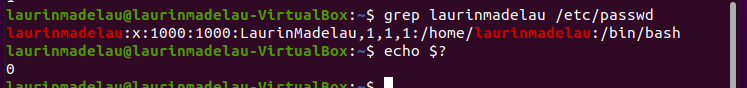 laurinmadelau@laurinmadelau-VirtualBox:~$ grep laurinmadelau /etc/passwd
laurinmadelau:x:1000:1000:LaurinMadelau,1,1,1:/home/laurinmadelau:/bin/bash
laurinmadelau@laurinmadelau-VirtualBox:~$ echo $?
0
laurinmadelau@laurinmadelau-VirtualBox:~$